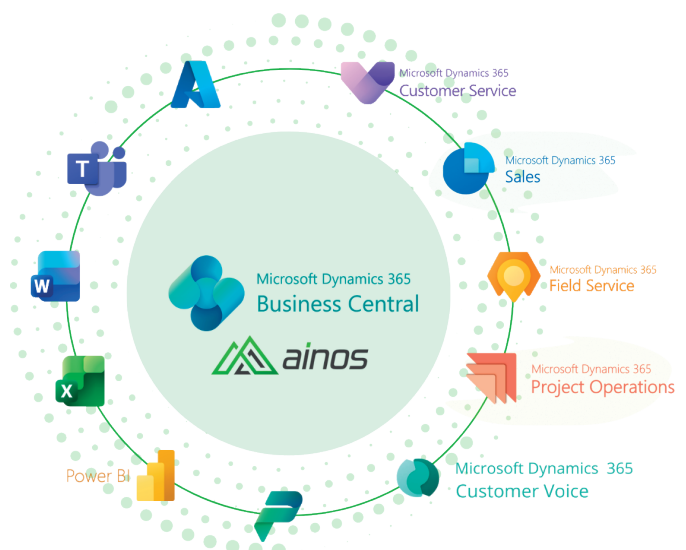 Microsoft Dynamics 365
Customer Service
T
Microsoft Dynamics 365
Sales
W
Microsoft Dynamics 365
Business Central
Microsoft Dynamics 365
Field Service
ainos
X
Microsoft Dynamics 365
Project Operations
Power BI
Microsoft Dynamics 365
Customer Voice